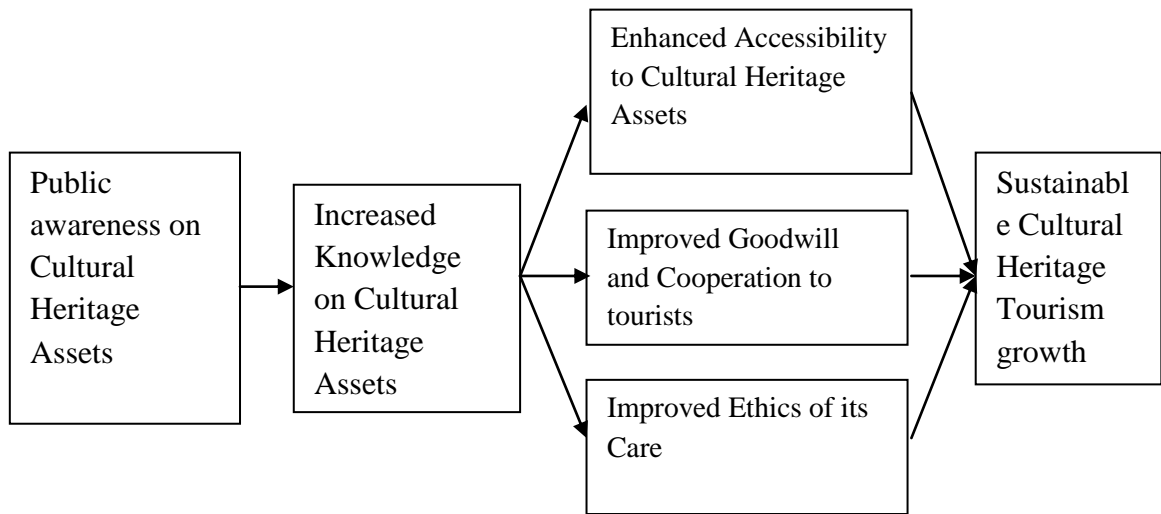 Public
awareness on
Cultural
Heritage
Assets
Increased
Knowledge
on Cultural
Heritage
Assets
Enhanced Accessibility
to Cultural Heritage
Assets
Improved Goodwill
and Cooperation to
tourists
Improved Ethics of its
Care
Sustainabl
e Cultural
Heritage
Tourism
growth